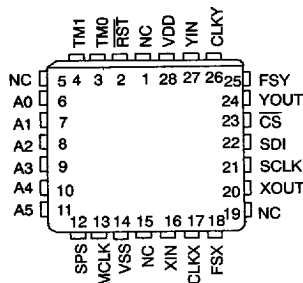 TM1 TM0 RST NC VDD YIN CLKY
4 3 2 1 28 27 26
NC 5 25 FSY
A0 6 24 YOUT
A1 7 23 CS
A2 8 22 SDI
A3 9 21 SCLK
A4 10 20 XOUT
A5 11 19 NC
12 13 14 15 16 17 18
SPS MCLK VSS NC XIN CLKX FSX